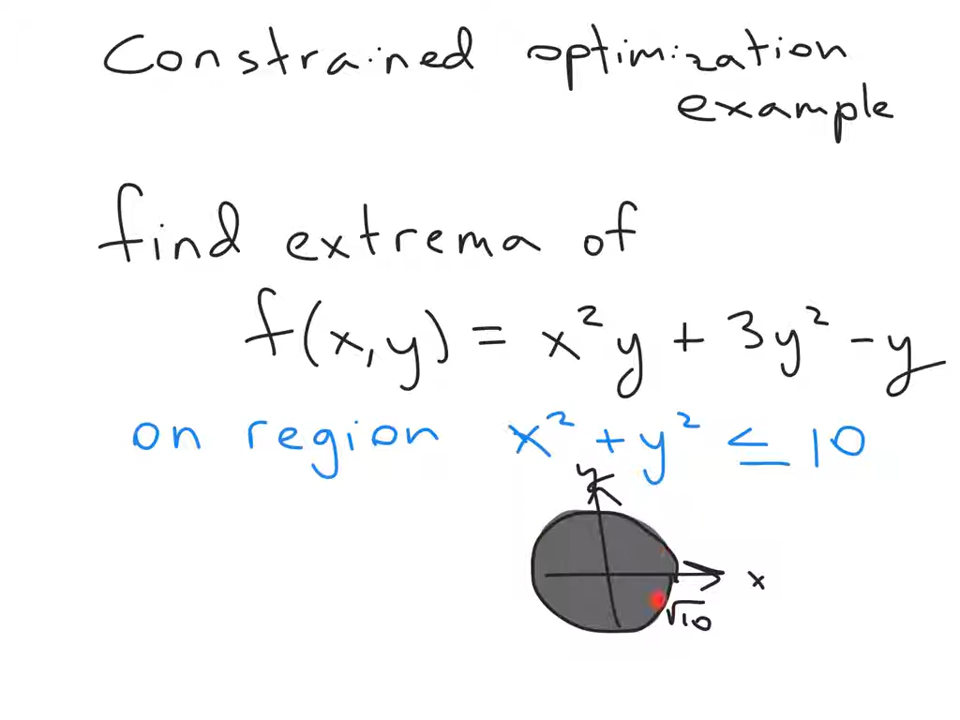 Constrained optimization
example
find extrema of
f(x,y) = x²y + 3y² - y
on region x² + y² ≤ 10
y
x
√10